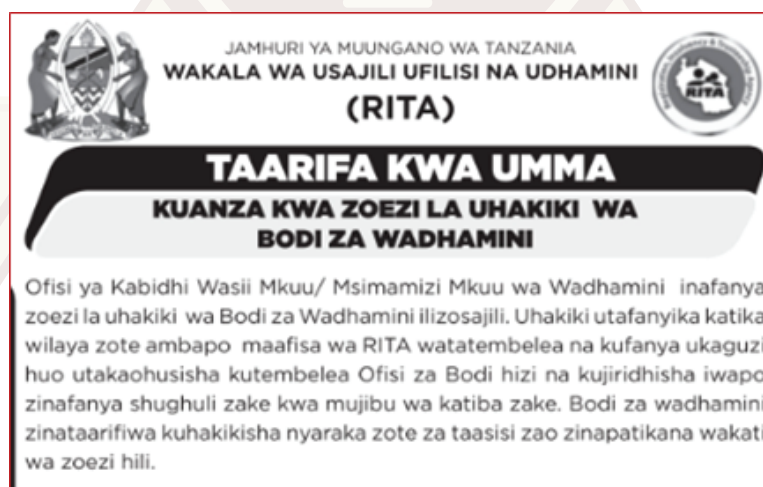 JAMHURI YA MUUNGANO WA TANZANIA
WAKALA WA USAJILI UFILISI NA UDHAMINI
(RITA)
RITA
TAARIFA KWA UMMA
KUANZA KWA ZOEZI LA UHAKIKI WA
BODI ZA WADHAMINI
Ofisi ya Kabidhi Wasii Mkuu/ Msimamizi Mkuu wa Wadhamini inafanya
zoezi la uhakiki wa Bodi za Wadhamini ilizosajili. Uhakiki utafanyika katika
wilaya zote ambapo maafisa wa RITA watatembelea na kufanya ukaguzi
huo utakaohusisha kutembelea Ofisi za Bodi hizi na kujiridhisha iwapo
zinafanya shughuli zake kwa mujibu wa katiba zake. Bodi za wadhamini
zinataarifiwa kuhakikisha nyaraka zote za taasisi zao zinapatikana wakati
wa zoezi hili.